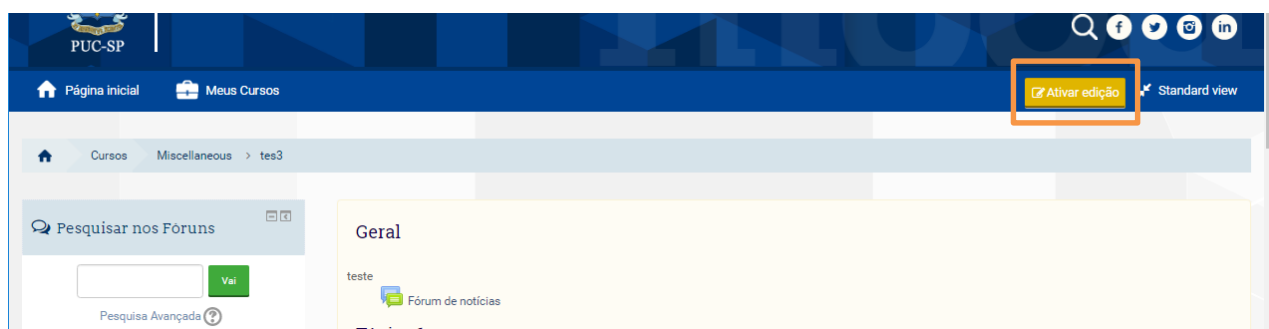 PUC-SP
Página inicial
Meus Cursos
Ativar edição
Standard view
Cursos
Miscellaneous > tes3
Pesquisar nos Fóruns
Vai
Pesquisa Avançada
Geral
teste
Fórum de notícias